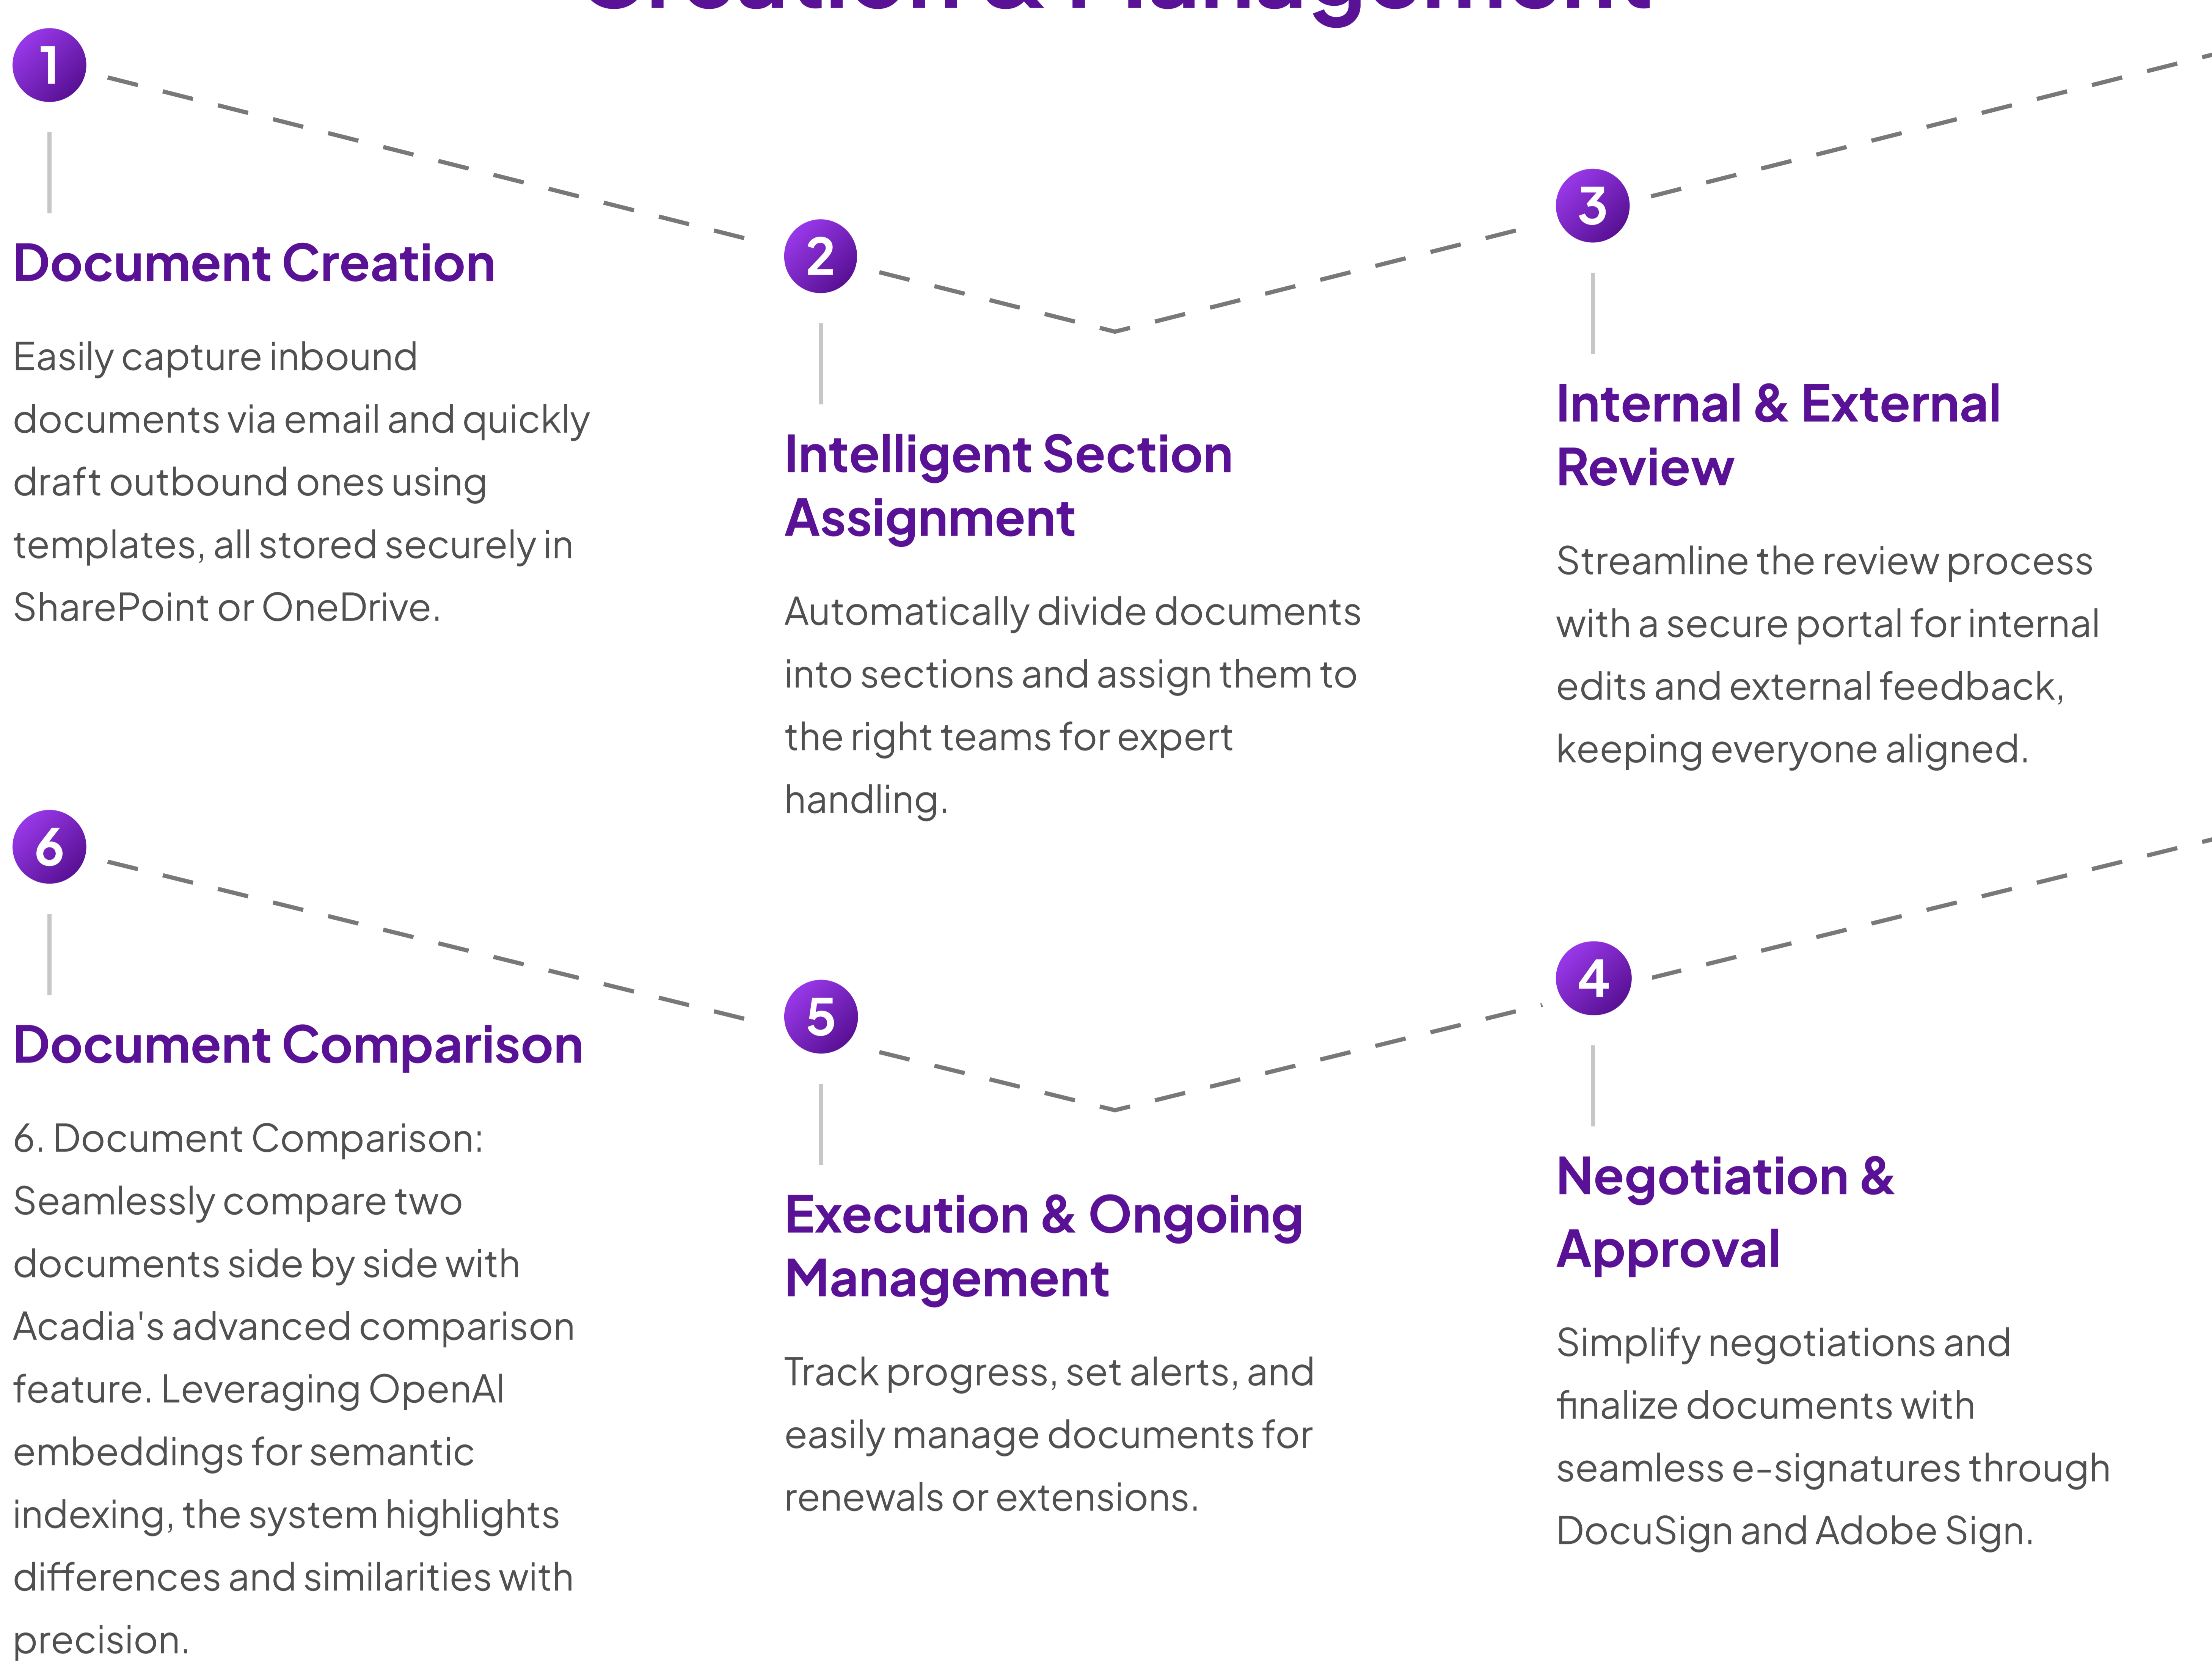 Creation & Management
1
Document Creation
Easily capture inbound
documents via email and quickly
draft outbound ones using
templates, all stored securely in
SharePoint or OneDrive.
2
Intelligent Section
Assignment
Automatically divide documents
into sections and assign them to
the right teams for expert
handling.
3
Internal & External
Review
Streamline the review process
with a secure portal for internal
edits and external feedback,
keeping everyone aligned.
6
Document Comparison
6. Document Comparison:
Seamlessly compare two
documents side by side with
Acadia's advanced comparison
feature. Leveraging OpenAI
embeddings for semantic
indexing, the system highlights
differences and similarities with
precision.
5
Execution & Ongoing
Management
Track progress, set alerts, and
easily manage documents for
renewals or extensions.
4
Negotiation &
Approval
Simplify negotiations and
finalize documents with
seamless e-signatures through
DocuSign and Adobe Sign.